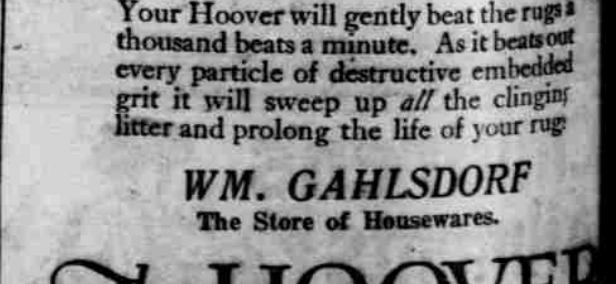 Your Hoover will gently beat the rugs a
thousand beats a minute. As it beats out
every particle of destructive embedded
grit it will sweep up all the clinging
litter and prolong the life of your rug
WM. GAHLSDORF
The Store of Housewares.
The HOOVER